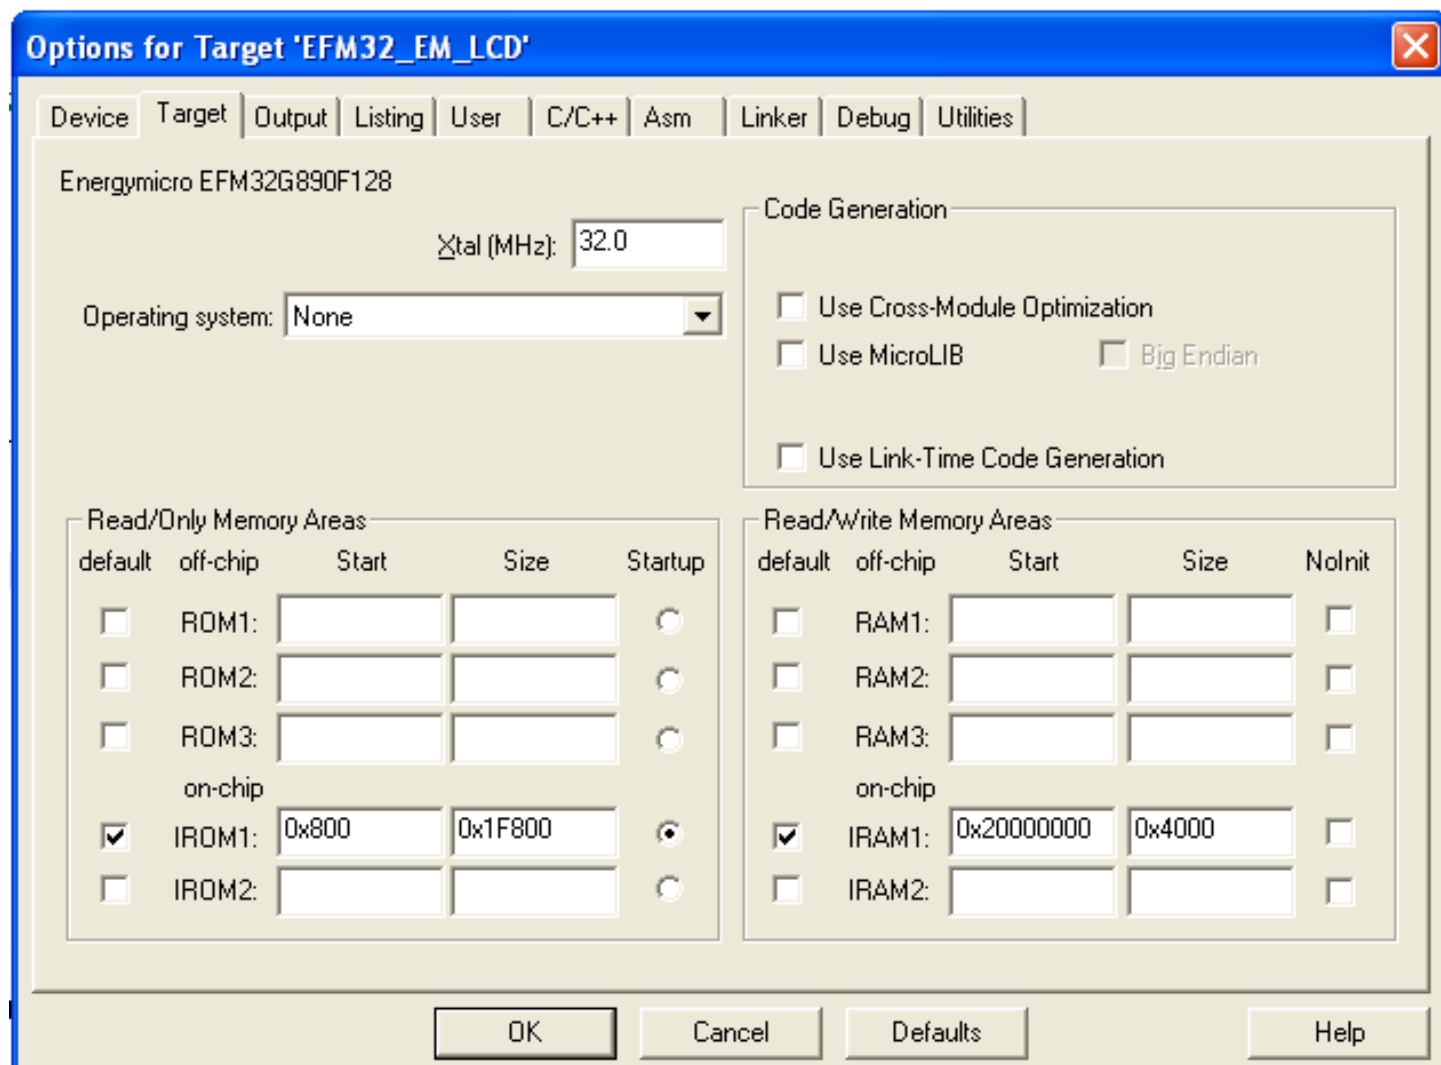 Options for Target 'EFM32_EM_LCD'
Device Target Output Listing User C/C++ Asm Linker Debug Utilities
Energymicro EFM32G890F128
Xtal (MHz): 32.0
Operating system: None
Code Generation
Use Cross-Module Optimization
Use MicroLIB Big Endian
Use Link-Time Code Generation
Read/Only Memory Areas
default off-chip Start Size Startup
ROM1:
ROM2:
ROM3:
on-chip
IROM1: 0x800 0x1F800
IROM2:
Read/Write Memory Areas
default off-chip Start Size NoInit
RAM1:
RAM2:
RAM3:
on-chip
IRAM1: 0x20000000 0x4000
IRAM2:
OK Cancel Defaults Help